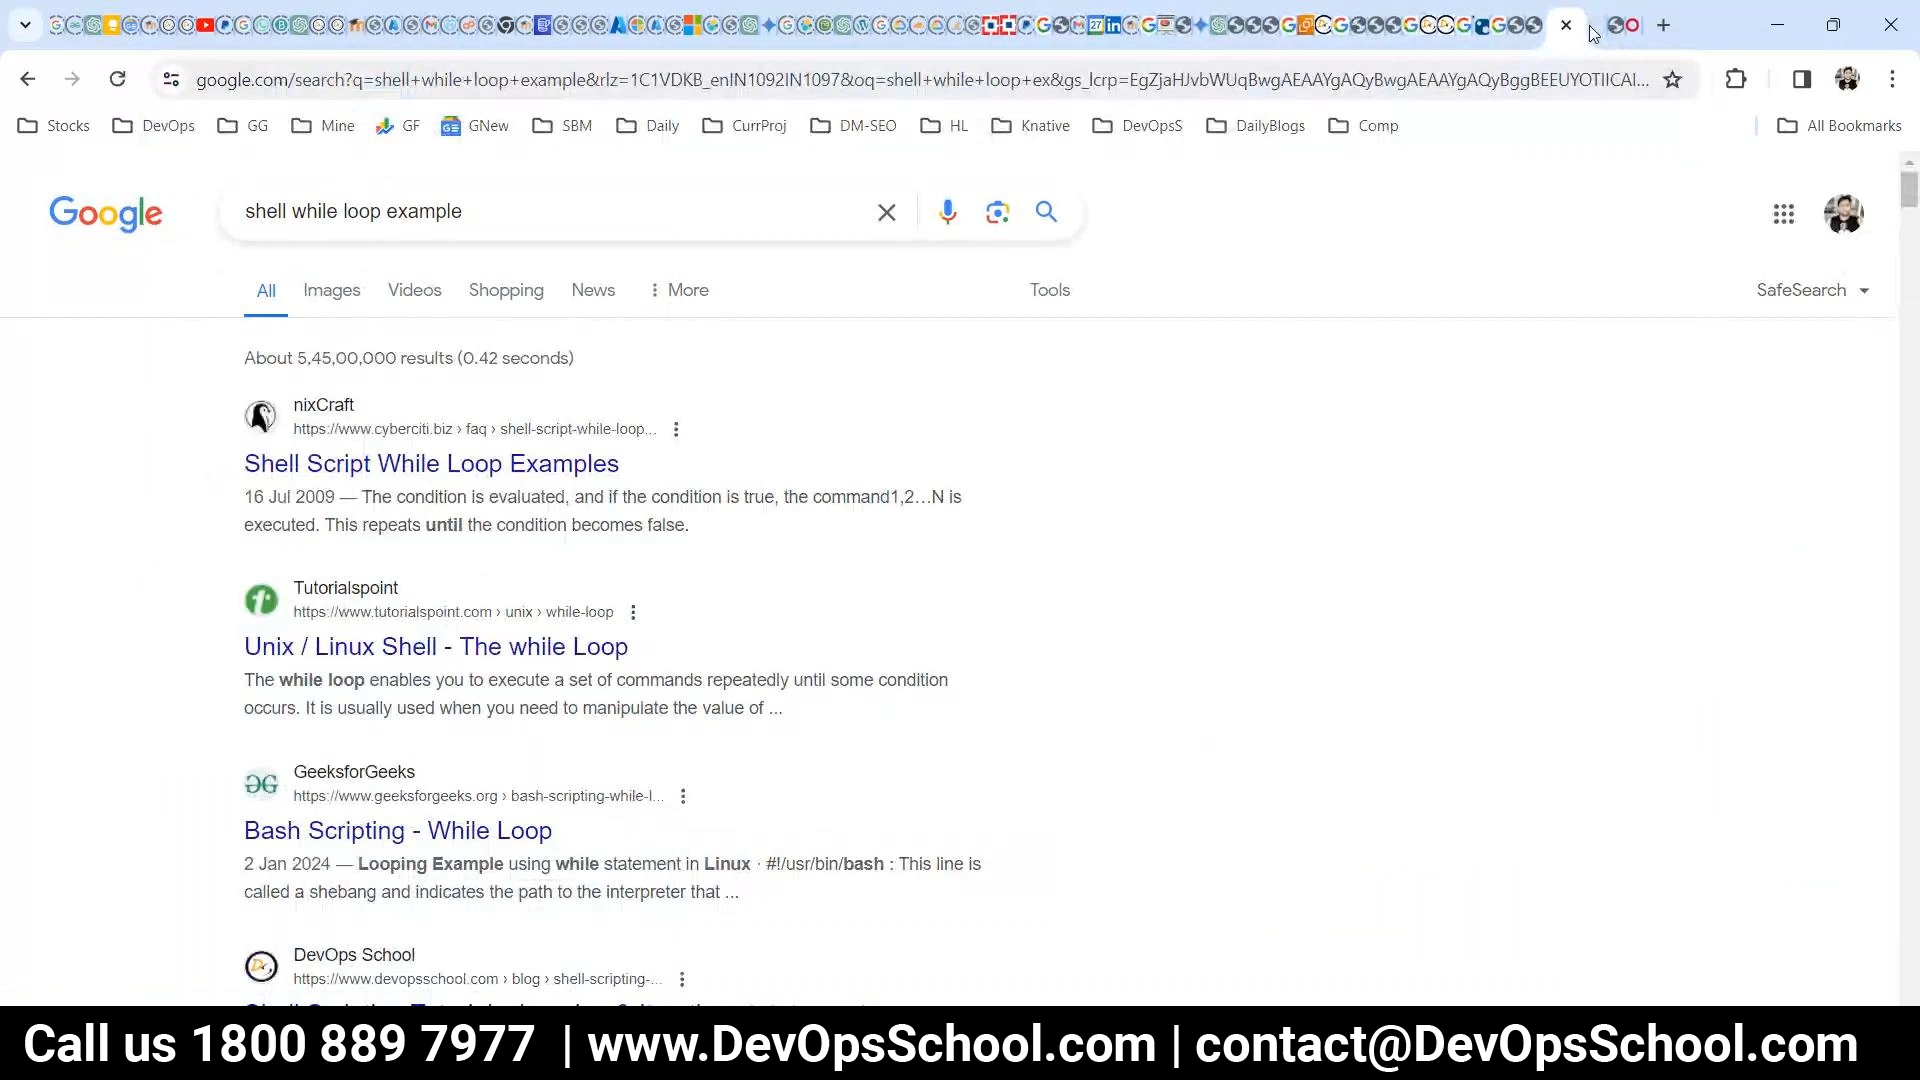 google.com/search?q=shell+while+loop+example&rlz=1C1VDKB_enIN1092IN1097&oq=shell+while+loop+ex&gs_lcrp=EgZjaHJvbWUqBwgAEAAYgAQyBwgAEAAYgAQyBggBEEUYOTIICAI...
Stocks DevOps GG Mine GF GNew SBM Daily CurrProj DM-SEO HL Knative DevOpsS DailyBlogs Comp All Bookmarks
Google shell while loop example
All Images Videos Shopping News More Tools SafeSearch
About 5,45,00,000 results (0.42 seconds)
nixCraft
https://www.cyberciti.biz › faq › shell-script-while-loop...
Shell Script While Loop Examples
16 Jul 2009 — The condition is evaluated, and if the condition is true, the command1,2…N is
executed. This repeats until the condition becomes false.
Tutorialspoint
https://www.tutorialspoint.com › unix › while-loop
Unix / Linux Shell - The while Loop
The while loop enables you to execute a set of commands repeatedly until some condition
occurs. It is usually used when you need to manipulate the value of ...
GeeksforGeeks
https://www.geeksforgeeks.org › bash-scripting-while-l...
Bash Scripting - While Loop
2 Jan 2024 — Looping Example using while statement in Linux · #!/usr/bin/bash : This line is
called a shebang and indicates the path to the interpreter that ...
DevOps School
https://www.devopsschool.com › blog › shell-scripting-...
Call us 1800 889 7977 | www.DevOpsSchool.com | contact@DevOpsSchool.com